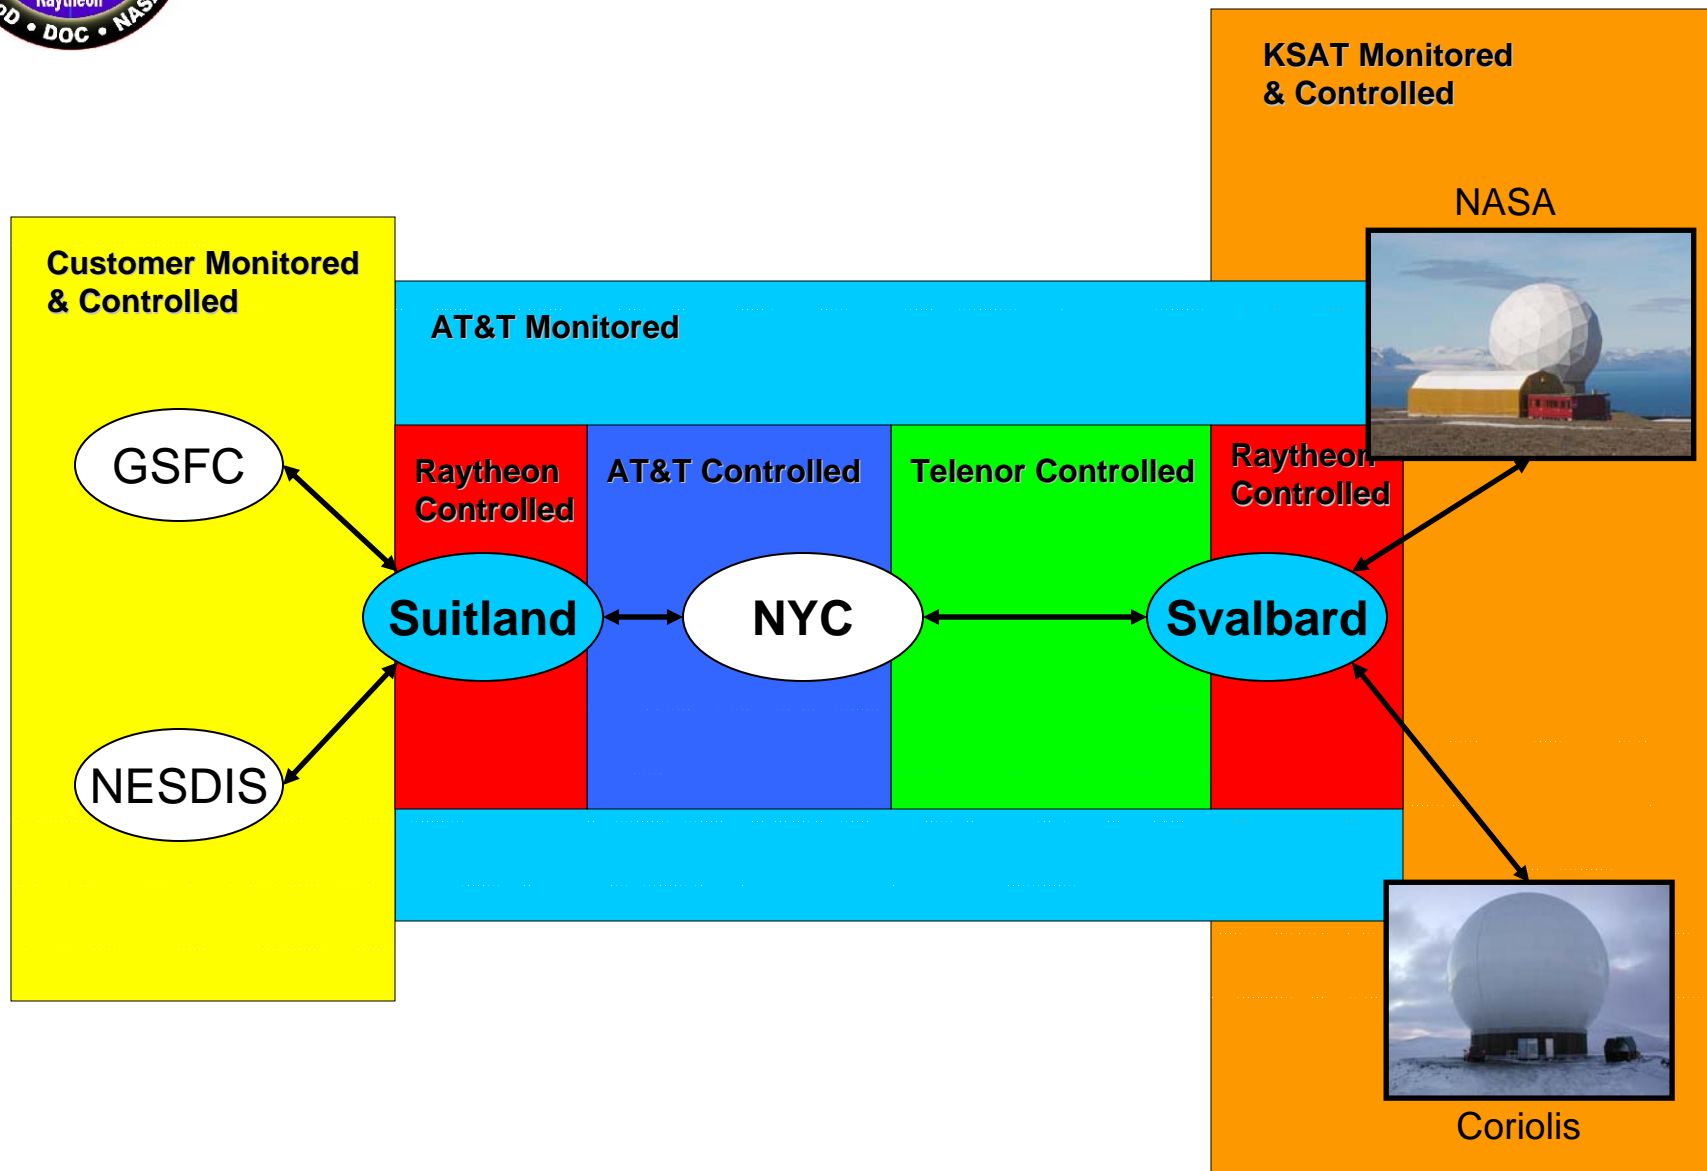 Raytheon
DOC • NAS
KSAT Monitored
& Controlled
NASA
Customer Monitored
& Controlled
AT&T Monitored
GSFC
Raytheon
Controlled
AT&T Controlled
Telenor Controlled
Raytheon
Controlled
Suitland
NYC
Svalbard
NESDIS
Coriolis